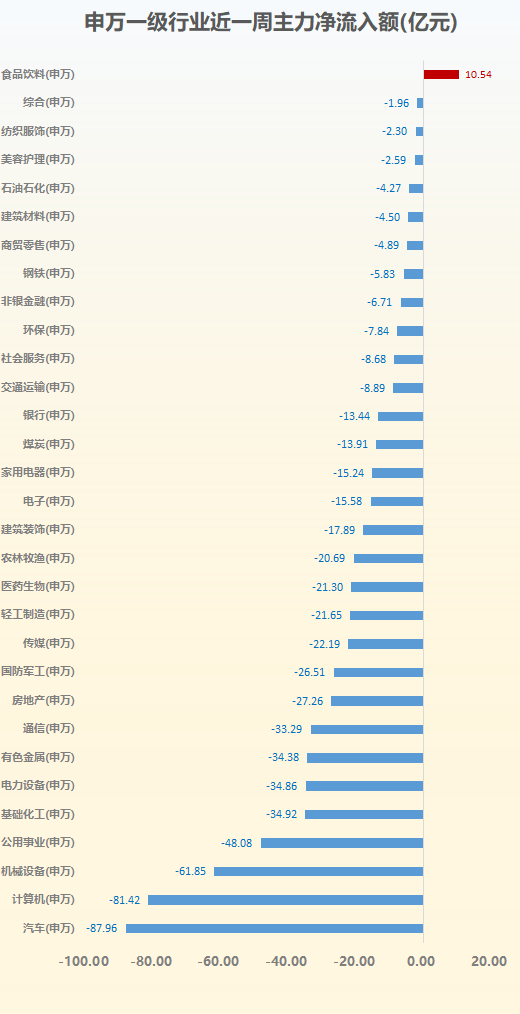 申万一级行业近一周主力净流入额(亿元)
食品饮料(申万) 10.54
综合(申万) -1.96
纺织服饰(申万) -2.30
美容护理(申万) -2.59
石油石化(申万) -4.27
建筑材料(申万) -4.50
商贸零售(申万) -4.89
钢铁(申万) -5.83
非银金融(申万) -6.71
环保(申万) -7.84
社会服务(申万) -8.68
交通运输(申万) -8.89
银行(申万) -13.44
煤炭(申万) -13.91
家用电器(申万) -15.24
电子(申万) -15.58
建筑装饰(申万) -17.89
农林牧渔(申万) -20.69
医药生物(申万) -21.30
轻工制造(申万) -21.65
传媒(申万) -22.19
国防军工(申万) -26.51
房地产(申万) -27.26
通信(申万) -33.29
有色金属(申万) -34.38
电力设备(申万) -34.86
基础化工(申万) -34.92
公用事业(申万) -48.08
机械设备(申万) -61.85
计算机(申万) -81.42
汽车(申万) -87.96
-100.00 -80.00 -60.00 -40.00 -20.00 0.00 20.00